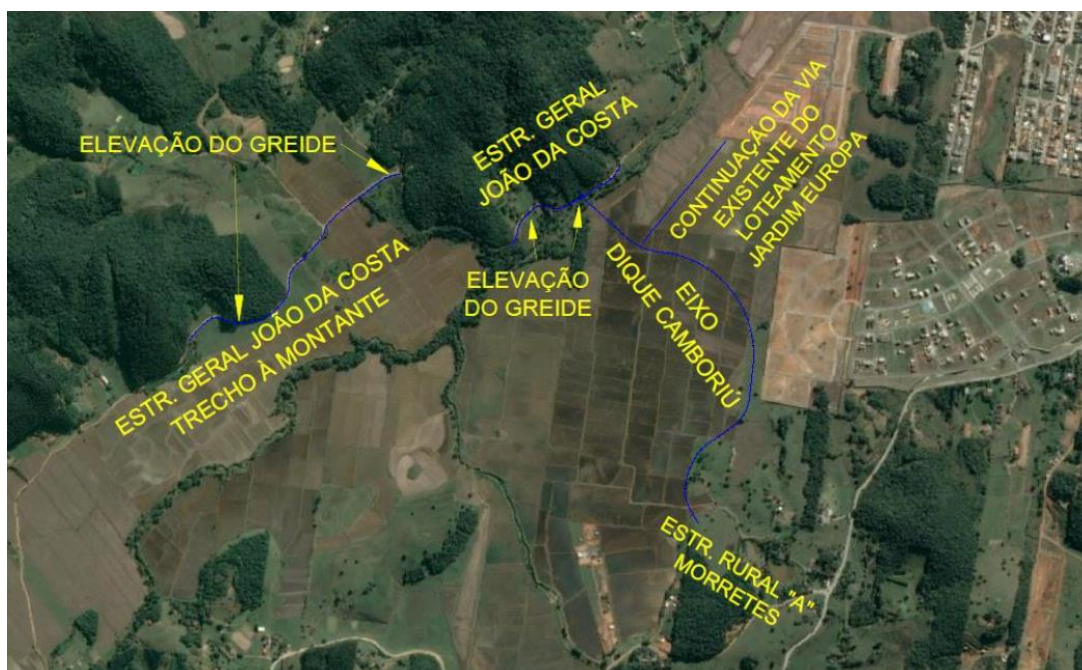 ELEVAÇÃO DO GREIDE
ESTR. GERAL
JOÃO DA COSTA
CONTINUAÇÃO DA VIA
EXISTENTE DO
LOTEAMENTO
JARDIM EUROPA
ELEVAÇÃO
DO GREIDE
EIXO
DIQUE CAMBORIÚ
ESTR. GERAL JOÃO DA COSTA
TRECHO À MONTANTE
ESTR. RURAL "A"
MORRETES